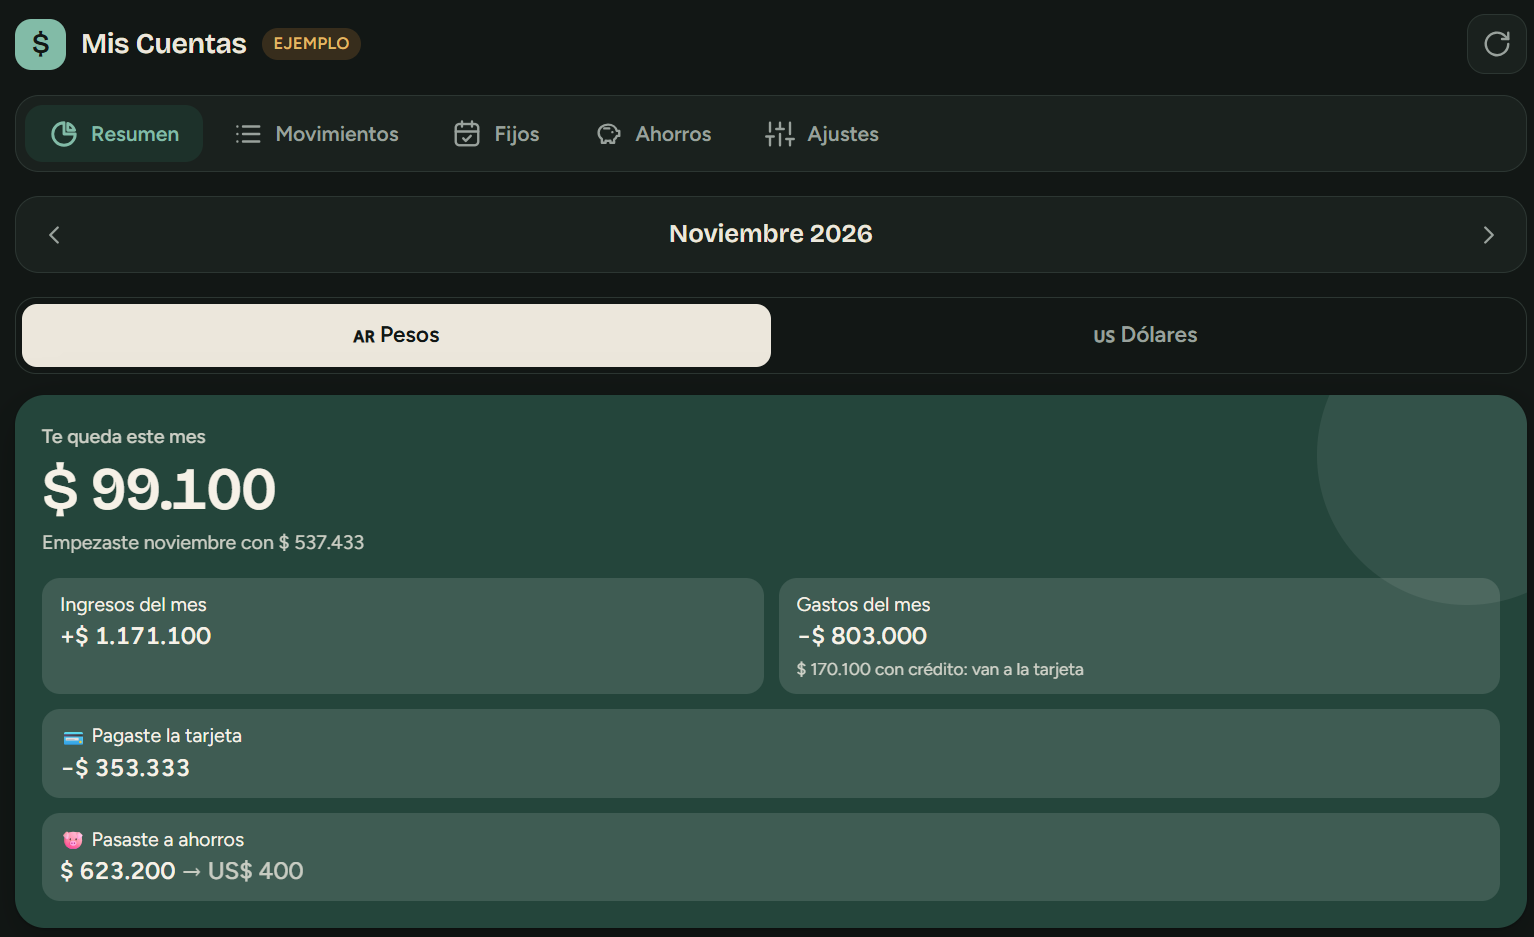 $ Mis Cuentas EJEMPLO
Resumen Movimientos Fijos Ahorros Ajustes
Noviembre 2026
AR Pesos
US Dólares
Te queda este mes
$ 99.100
Empezaste noviembre con $ 537.433
Ingresos del mes
+$ 1.171.100
Gastos del mes
-$ 803.000
$ 170.100 con crédito: van a la tarjeta
Pagaste la tarjeta
-$ 353.333
Pasaste a ahorros
$ 623.200 → US$ 400